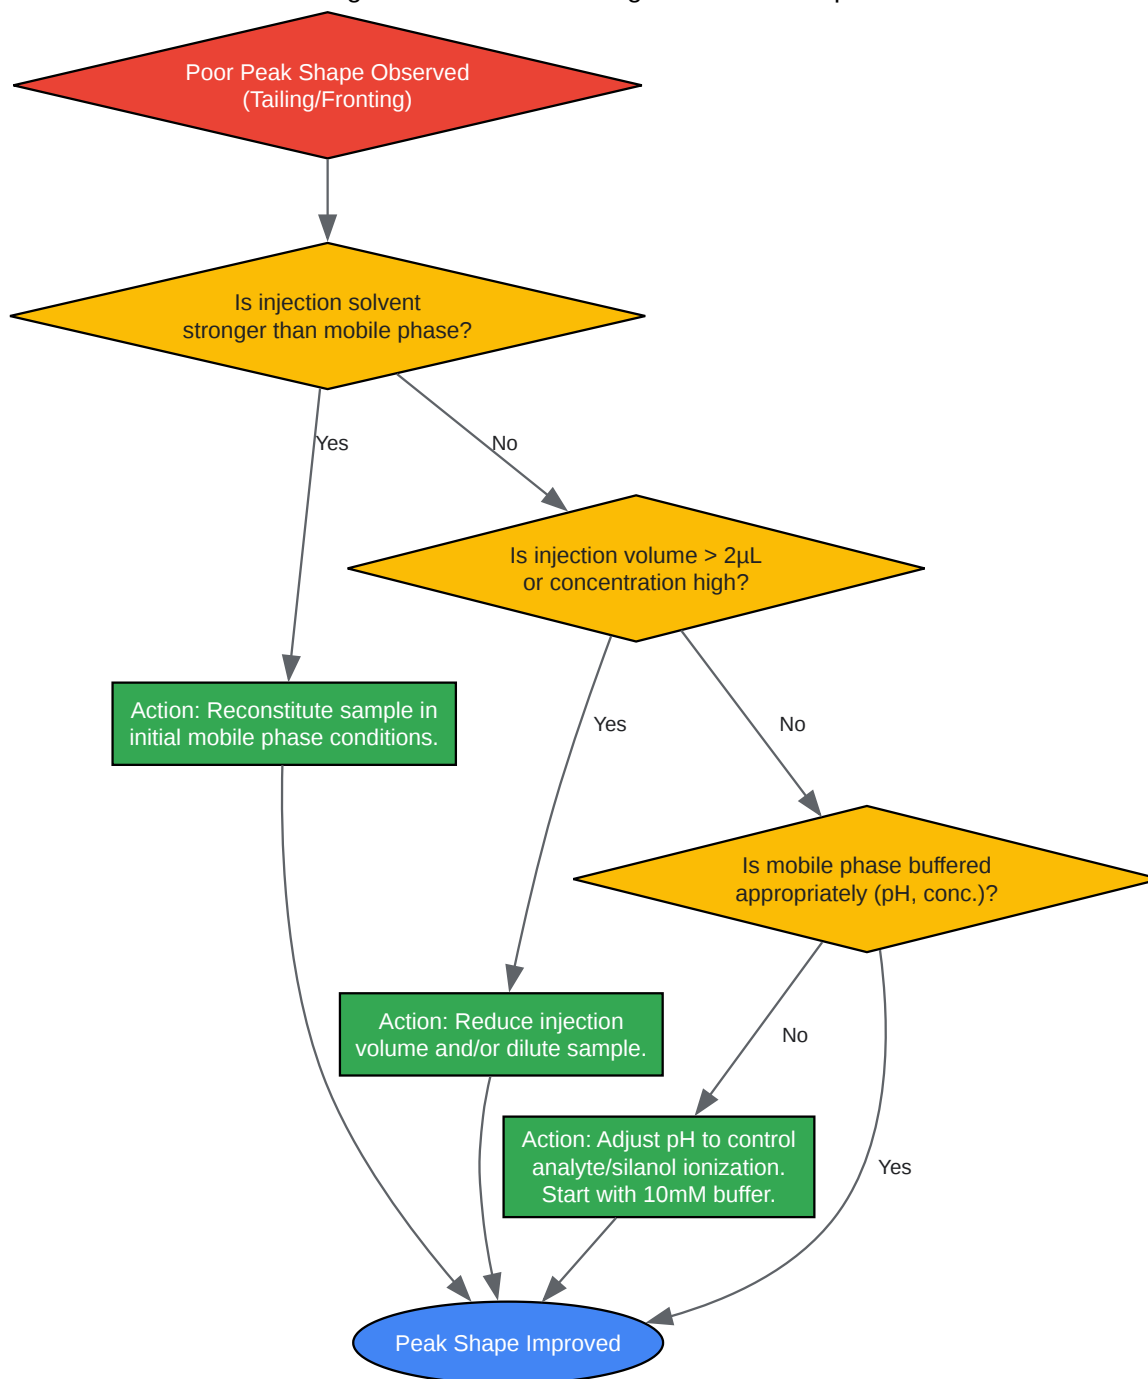 Poor Peak Shape Observed
(Tailing/Fronting)
Is injection solvent
stronger than mobile phase?
Yes
No
Is injection volume > 2µL
or concentration high?
Action: Reconstitute sample in
initial mobile phase conditions.
Yes
No
Is mobile phase buffered
appropriately (pH, conc.)?
Action: Reduce injection
volume and/or dilute sample.
No
Action: Adjust pH to control
analyte/silanol ionization.
Start with 10mM buffer.
Yes
Peak Shape Improved